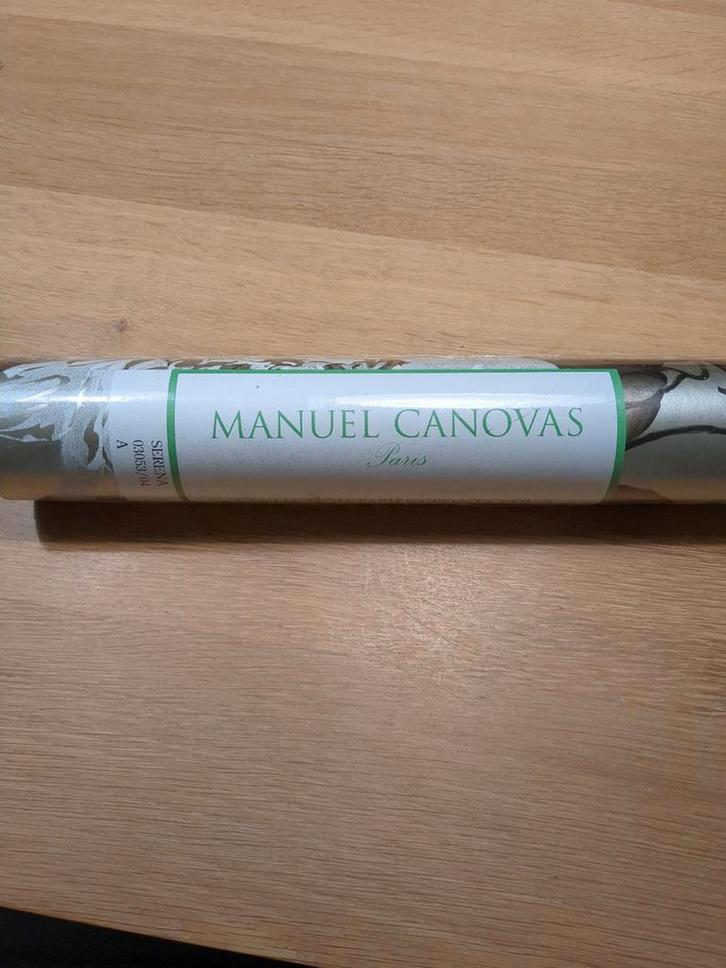 MANUEL CANOVAS
Paris
SERENA
03053/04
A